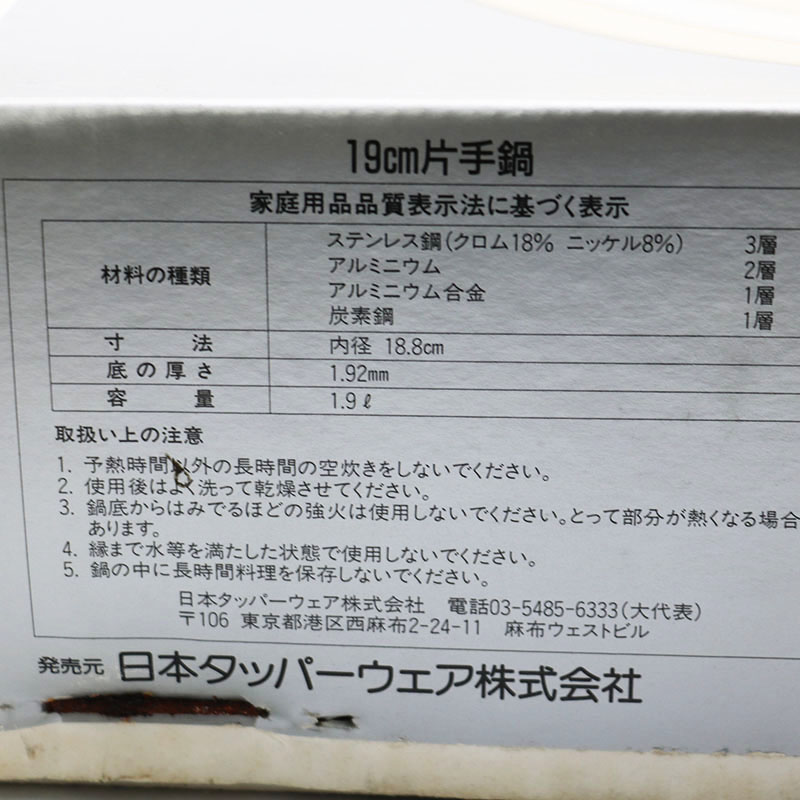 19cm片手鍋
家庭用品品質表示法に基づく表示
材料の種類
ステンレス鋼(クロム18% ニッケル8%) 3層
アルミニウム 2層
アルミニウム合金 1層
炭素鋼 1層
寸法 内径 18.8cm
底の厚さ 1.92mm
容量 1.9ℓ
取扱い上の注意
1. 予熱時間以外の長時間の空炊きをしないでください。
2. 使用後はよく洗って乾燥させてください。
3. 鍋底からはみでるほどの強火は使用しないでください。とって部分が熱くなる場合
あります。
4. 縁まで水等を満たした状態で使用しないでください。
5. 鍋の中に長時間料理を保存しないでください。
日本タッパーウェア株式会社 電話03-5485-6333(大代表)
〒106 東京都港区西麻布2-24-11 麻布ウェストビル
発売元 日本タッパーウェア株式会社